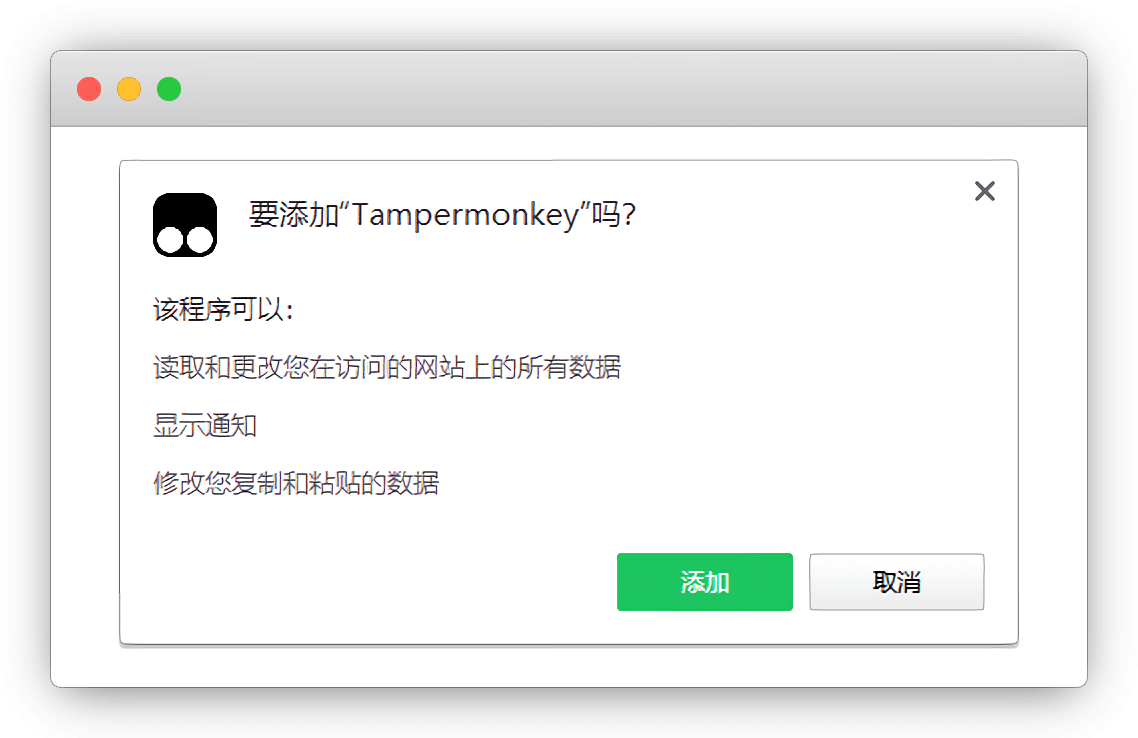 要添加“Tampermonkey”吗?
该程序可以:
读取和更改您在访问的网站上的所有数据
显示通知
修改您复制和粘贴的数据
添加
取消